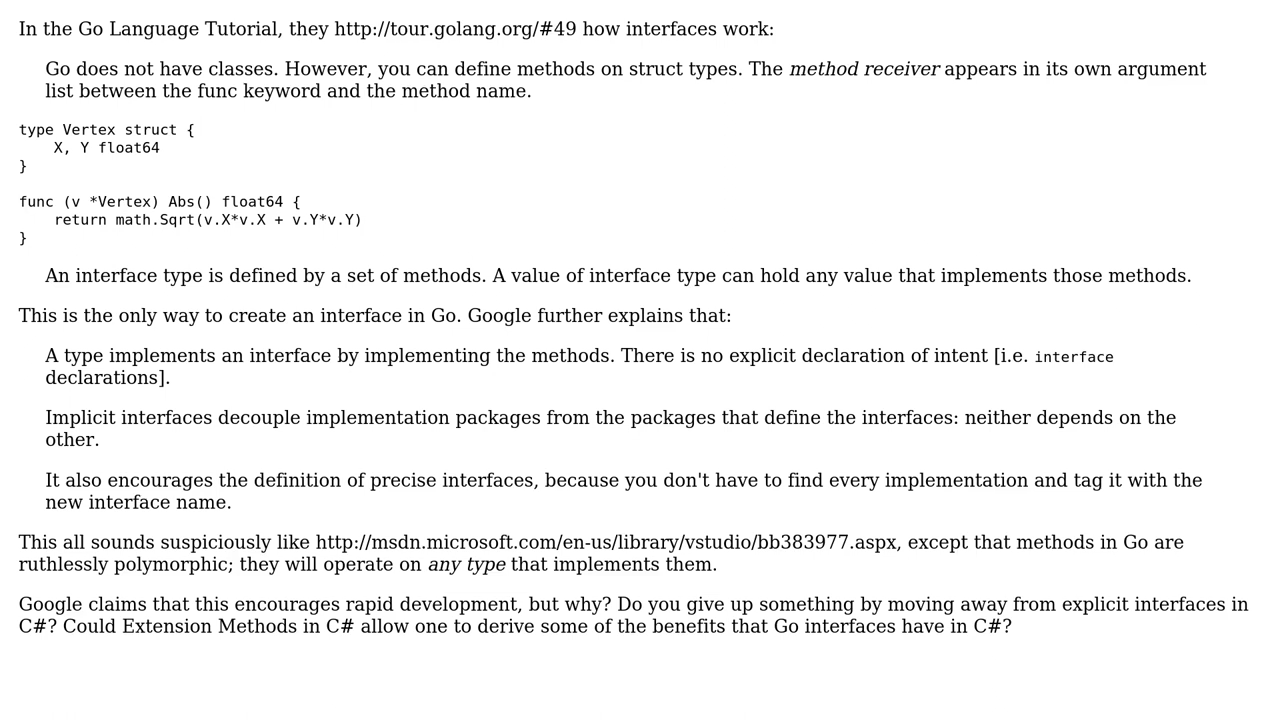 In the Go Language Tutorial, they http://tour.golang.org/#49 how interfaces work:
Go does not have classes. However, you can define methods on struct types. The method receiver appears in its own argument
list between the func keyword and the method name.
type Vertex struct {
    X, Y float64
}
func (v *Vertex) Abs() float64 {
    return math.Sqrt(v.X*v.X + v.Y*v.Y)
}
An interface type is defined by a set of methods. A value of interface type can hold any value that implements those methods.
This is the only way to create an interface in Go. Google further explains that:
A type implements an interface by implementing the methods. There is no explicit declaration of intent [i.e. interface
declarations].
Implicit interfaces decouple implementation packages from the packages that define the interfaces: neither depends on the
other.
It also encourages the definition of precise interfaces, because you don't have to find every implementation and tag it with the
new interface name.
This all sounds suspiciously like http://msdn.microsoft.com/en-us/library/vstudio/bb383977.aspx, except that methods in Go are
ruthlessly polymorphic; they will operate on any type that implements them.
Google claims that this encourages rapid development, but why? Do you give up something by moving away from explicit interfaces in
C#? Could Extension Methods in C# allow one to derive some of the benefits that Go interfaces have in C#?